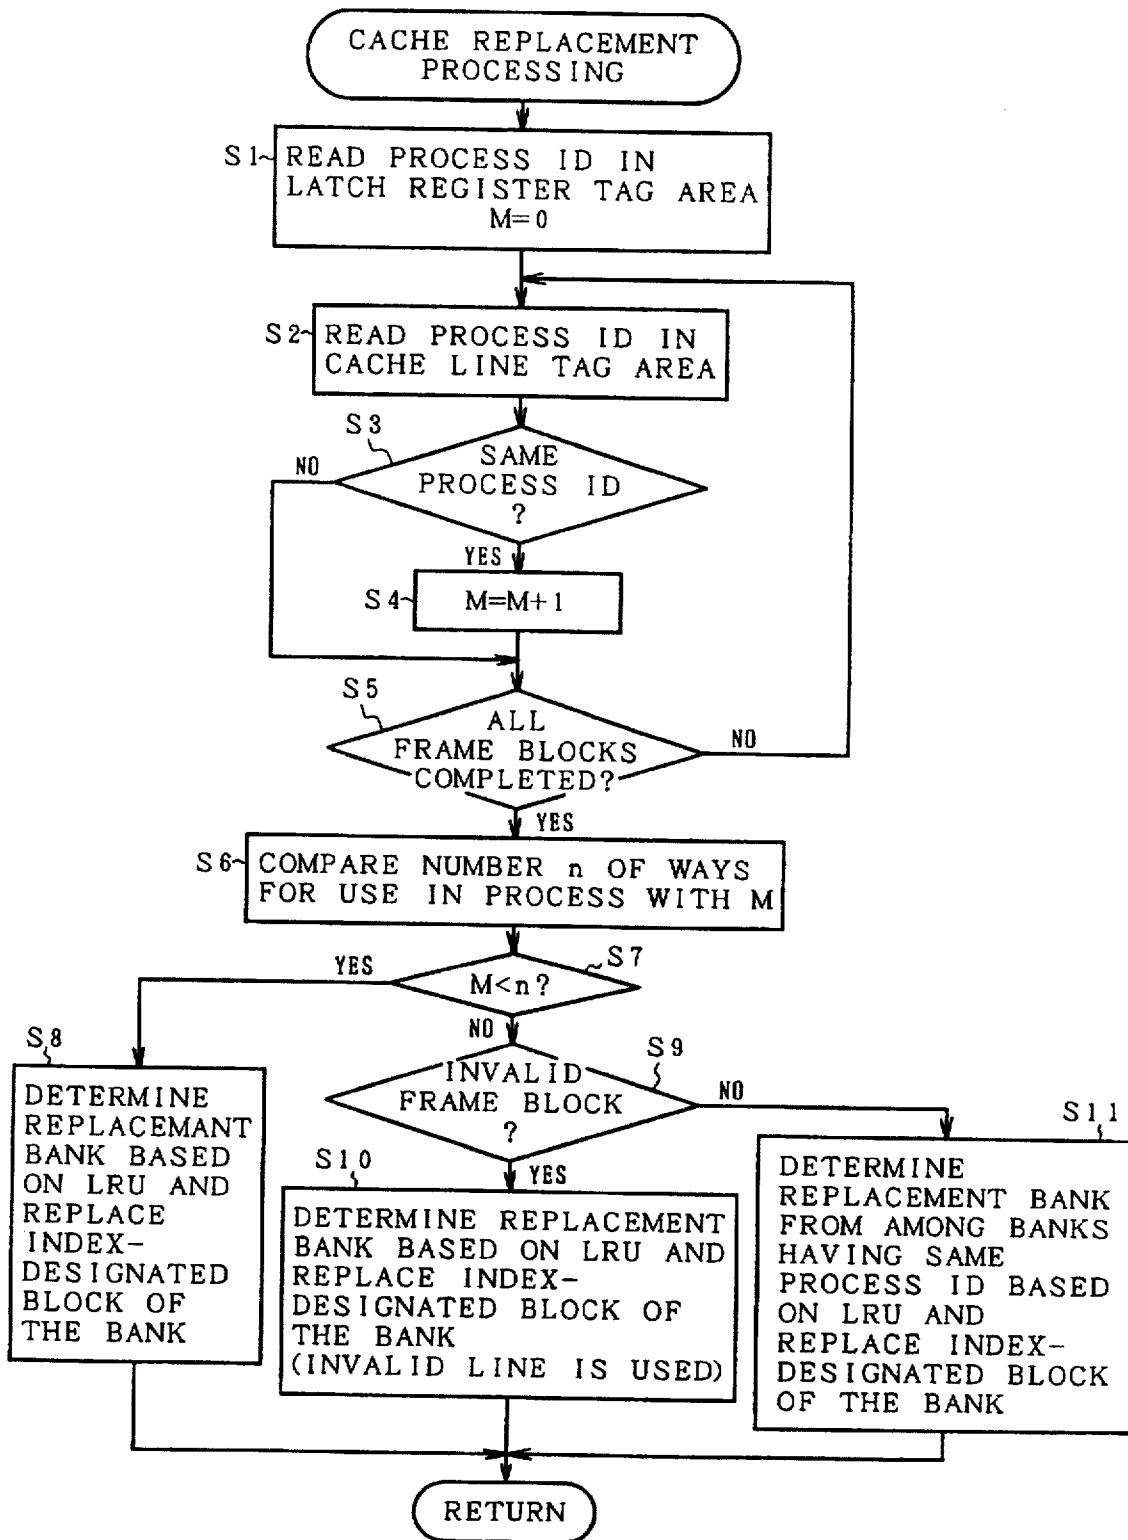 CACHE REPLACEMENT
PROCESSING
S1
READ PROCESS ID IN
LATCH REGISTER TAG AREA
M=0
S2
READ PROCESS ID IN
CACHE LINE TAG AREA
S3
SAME
PROCESS ID
?
NO
YES
S4
M=M+1
S5
ALL
FRAME BLOCKS
COMPLETED?
NO
YES
S6
COMPARE NUMBER n OF WAYS
FOR USE IN PROCESS WITH M
S7
M<n?
YES
NO
S8
DETERMINE
REPLACEMANT
BANK BASED
ON LRU AND
REPLACE
INDEX-
DESIGNATED
BLOCK OF
THE BANK
S9
INVALID
FRAME BLOCK
?
NO
YES
S10
DETERMINE REPLACEMENT
BANK BASED ON LRU AND
REPLACE INDEX-
DESIGNATED BLOCK OF
THE BANK
(INVALID LINE IS USED)
S11
DETERMINE
REPLACEMENT BANK
FROM AMONG BANKS
HAVING SAME
PROCESS ID BASED
ON LRU AND
REPLACE INDEX-
DESIGNATED BLOCK
OF THE BANK
RETURN